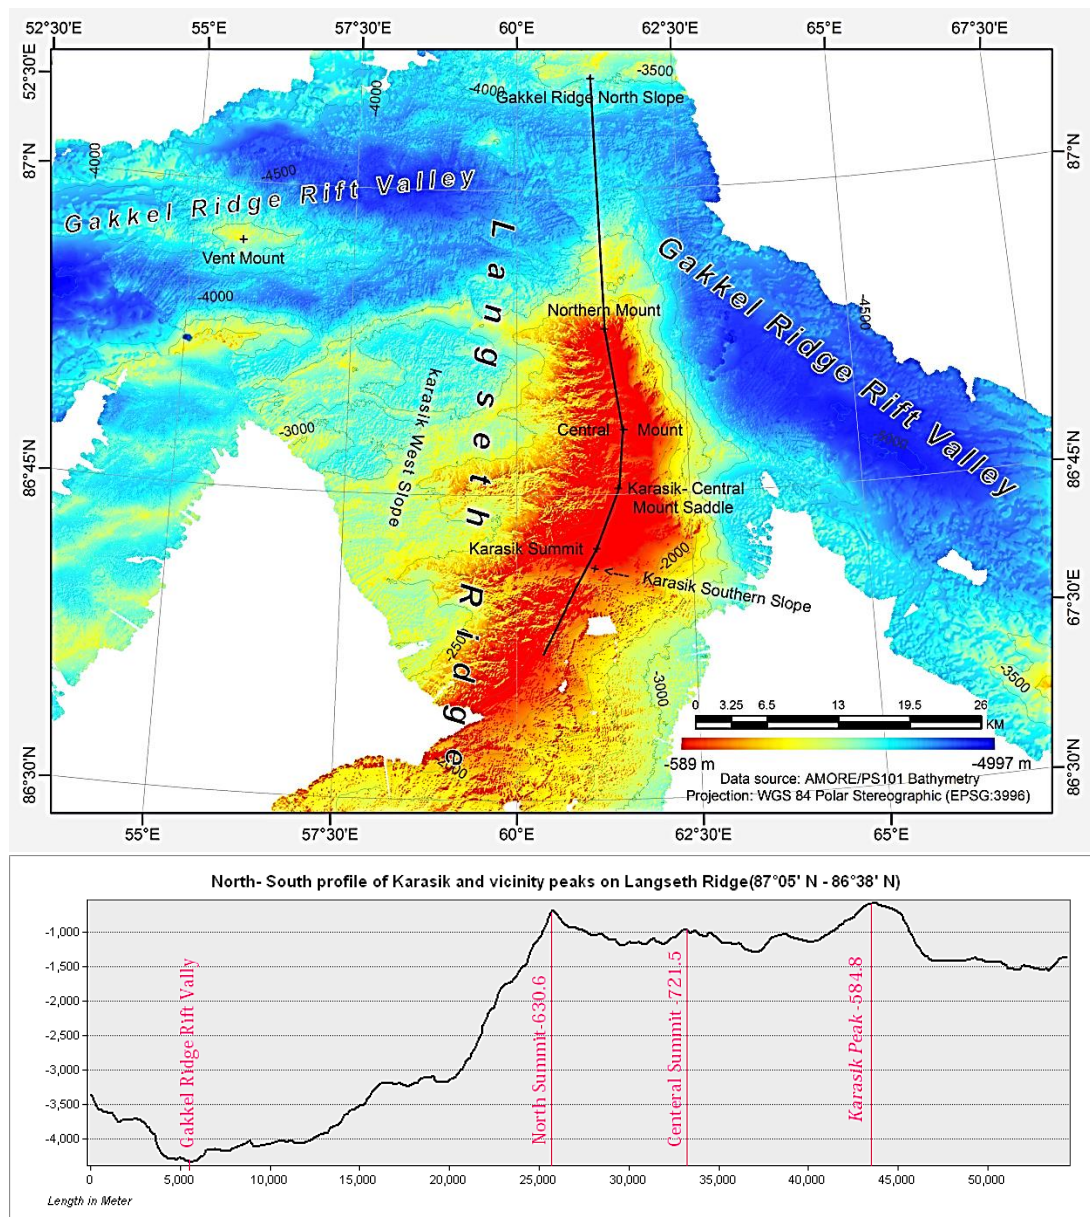 52°30'E 55°E 57°30'E 60°E 62°30'E 65°E 67°30'E
52°30'E
87°N
86°45'N
86°30'N
87°N
86°45'N
67°30'E
86°30'N
55°E 57°30'E 60°E 62°30'E 65°E
-3500
-4000
-4000
-4000
-4500
Gakkel Ridge North Slope
Gakkel Ridge Rift Valley
Vent Mount
-4000
Langseth Ridge
Gakkel Ridge Rift Valley
-4500
-5000
Northern Mount
Karasik West Slope
-3000
Central Mount
Karasik- Central
Mount Saddle
Karasik Summit
-2000
Karasik Southern Slope
-2500
-3000
-3500
0 3.25 6.5 13 19.5 26
KM
-589 m -4997 m
Data source: AMORE/PS101 Bathymetry
Projection: WGS 84 Polar Stereographic (EPSG:3996)
North- South profile of Karasik and vicinity peaks on Langseth Ridge(87°05' N - 86°38' N)
-1,000
-1,500
-2,000
-2,500
-3,000
-3,500
-4,000
Gakkel Ridge Rift Vally
North Summit-630.6
Centeral Summit -721.5
Karasik Peak -584.8
0 5,000 10,000 15,000 20,000 25,000 30,000 35,000 40,000 45,000 50,000
Length in Meter